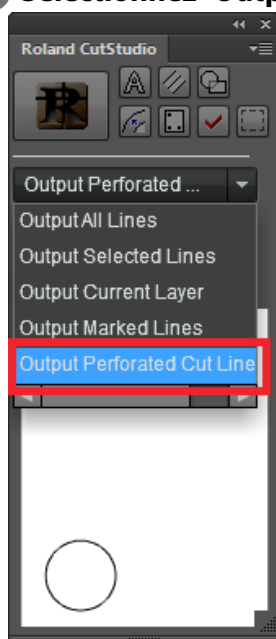 Roland CutStudio
Output Perforated ...
Output All Lines
Output Selected Lines
Output Current Layer
Output Marked Lines
Output Perforated Cut Line